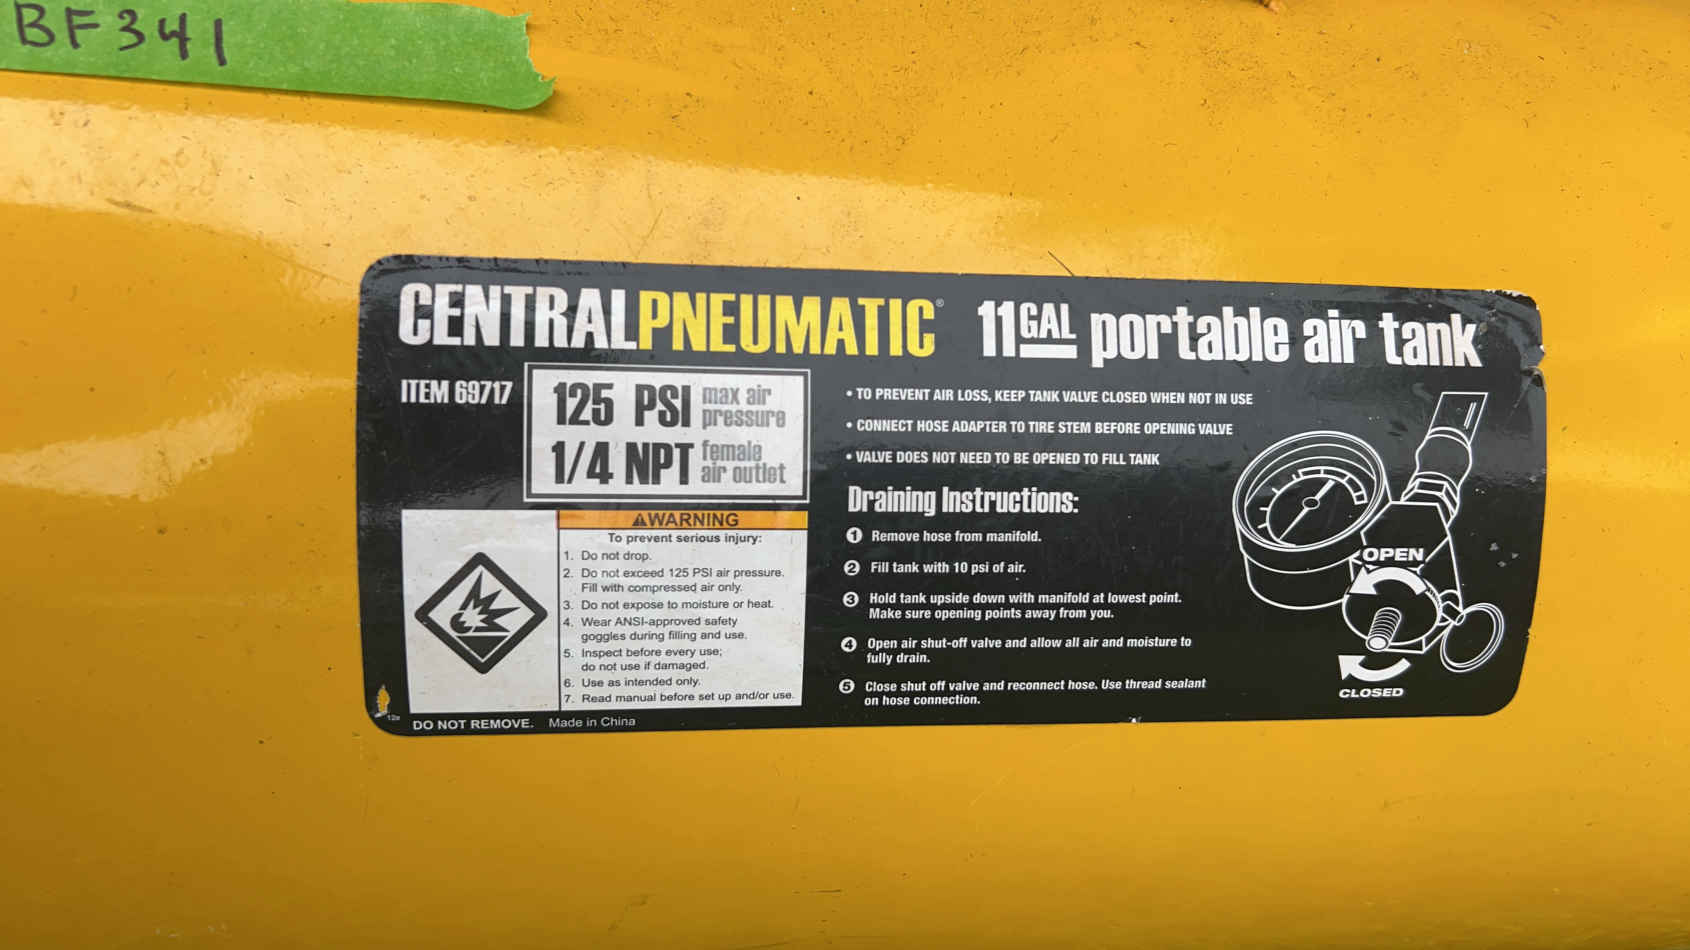 BF341
CENTRALPNEUMATIC® 11GAL portable air tank
ITEM 69717
125 PSI max air pressure
1/4 NPT female air outlet
⚠WARNING
To prevent serious injury:
1. Do not drop.
2. Do not exceed 125 PSI air pressure.
Fill with compressed air only.
3. Do not expose to moisture or heat.
4. Wear ANSI-approved safety
goggles during filling and use.
5. Inspect before every use;
do not use if damaged.
6. Use as intended only.
7. Read manual before set up and/or use.
12e
DO NOT REMOVE. Made in China
• TO PREVENT AIR LOSS, KEEP TANK VALVE CLOSED WHEN NOT IN USE
• CONNECT HOSE ADAPTER TO TIRE STEM BEFORE OPENING VALVE
• VALVE DOES NOT NEED TO BE OPENED TO FILL TANK
Draining Instructions:
1 Remove hose from manifold.
2 Fill tank with 10 psi of air.
3 Hold tank upside down with manifold at lowest point.
Make sure opening points away from you.
4 Open air shut-off valve and allow all air and moisture to
fully drain.
5 Close shut off valve and reconnect hose. Use thread sealant
on hose connection.
OPEN
CLOSED